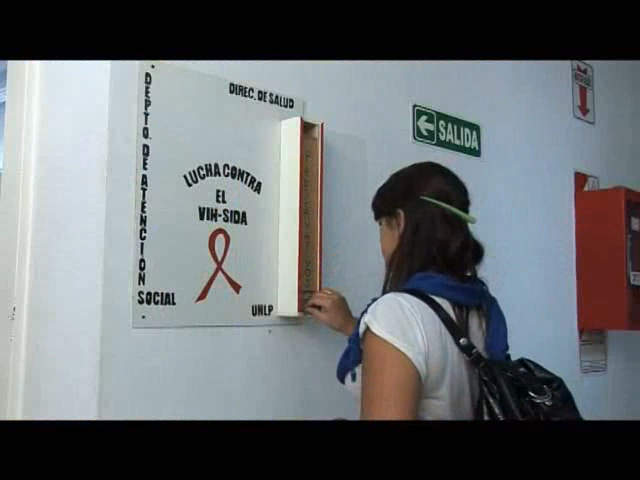 DIREC. DE SALUD
DEPTO. DE ATENCION
SOCIAL
LUCHA CONTRA
EL
VIH-SIDA
UNLP
SALIDA